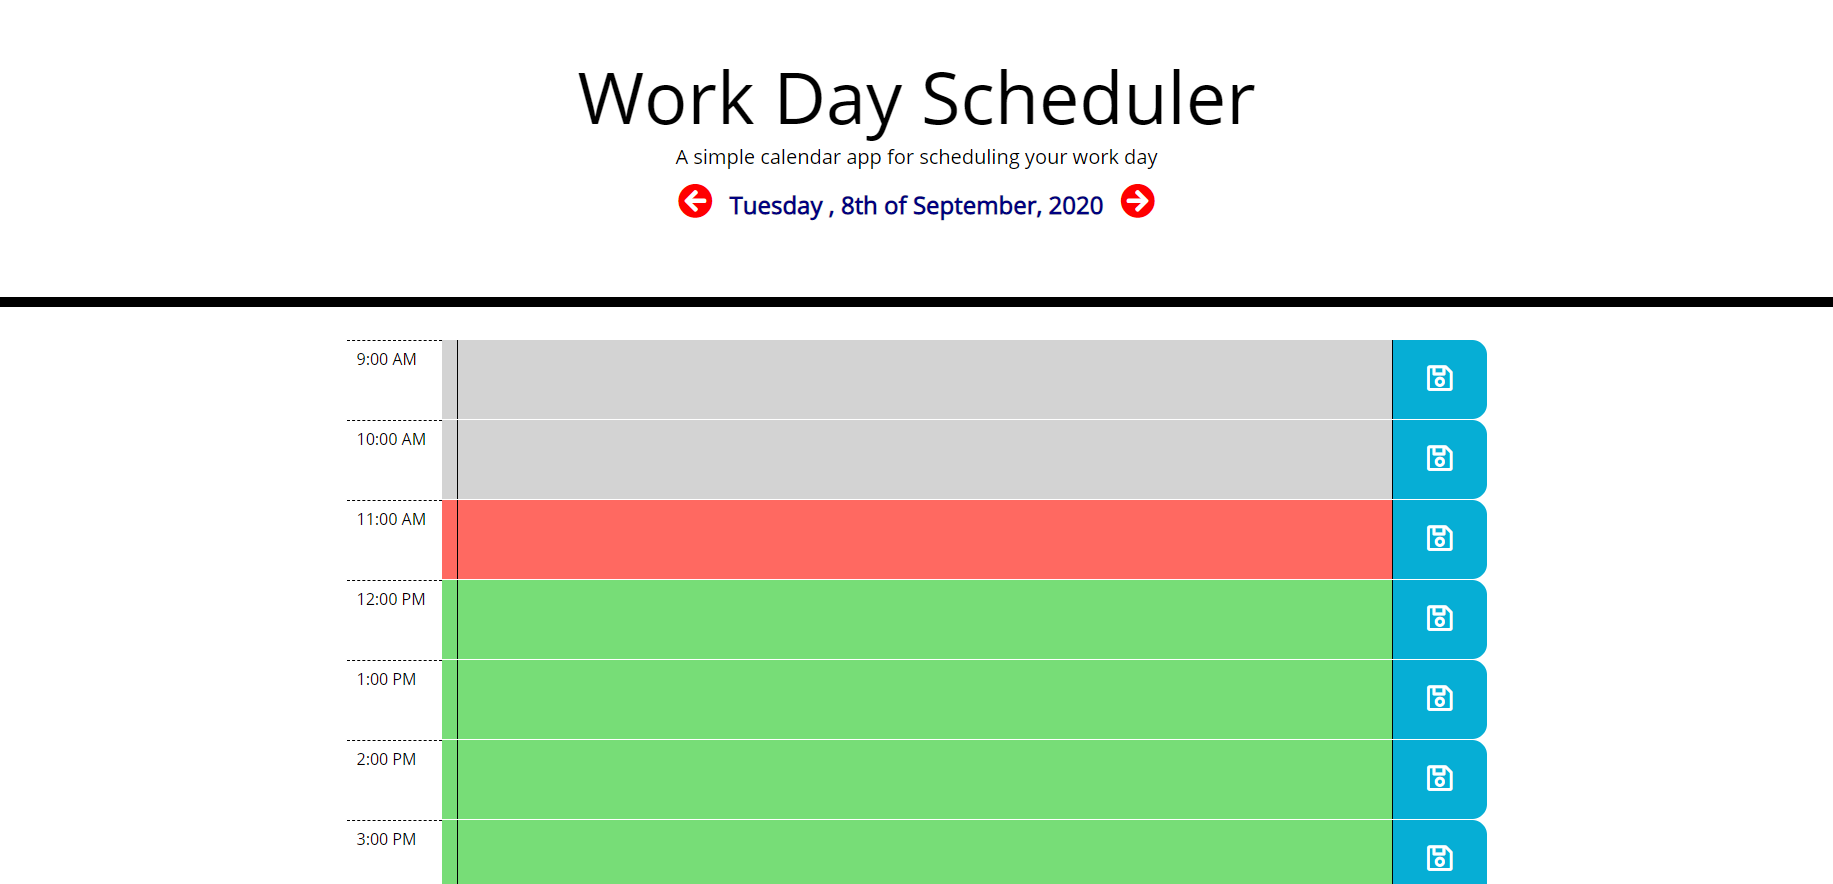 Work Day Scheduler
A simple calendar app for scheduling your work day
Tuesday , 8th of September, 2020
9:00 AM
10:00 AM
11:00 AM
12:00 PM
1:00 PM
2:00 PM
3:00 PM